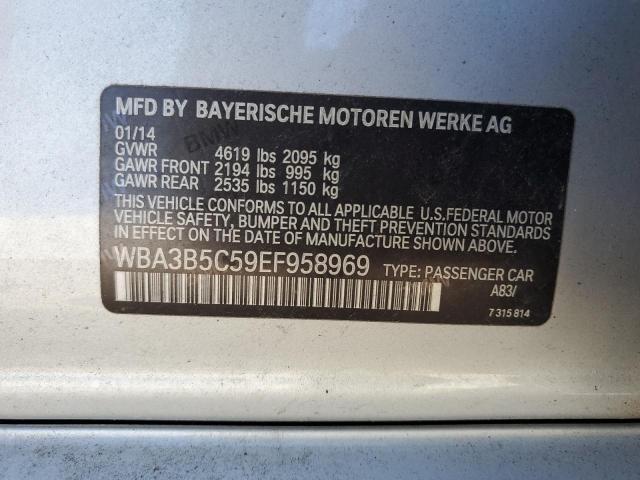 MFD BY BAYERISCHE MOTOREN WERKE AG
01/14
GVWR 4619 lbs 2095 kg
GAWR FRONT 2194 lbs 995 kg
GAWR REAR 2535 lbs 1150 kg
THIS VEHICLE CONFORMS TO ALL APPLICABLE U.S.FEDERAL MOTOR
VEHICLE SAFETY, BUMPER AND THEFT PREVENTION STANDARDS
IN EFFECT ON THE DATE OF MANUFACTURE SHOWN ABOVE.
WBA3B5C59EF958969 TYPE: PASSENGER CAR
A83/
7 315 814